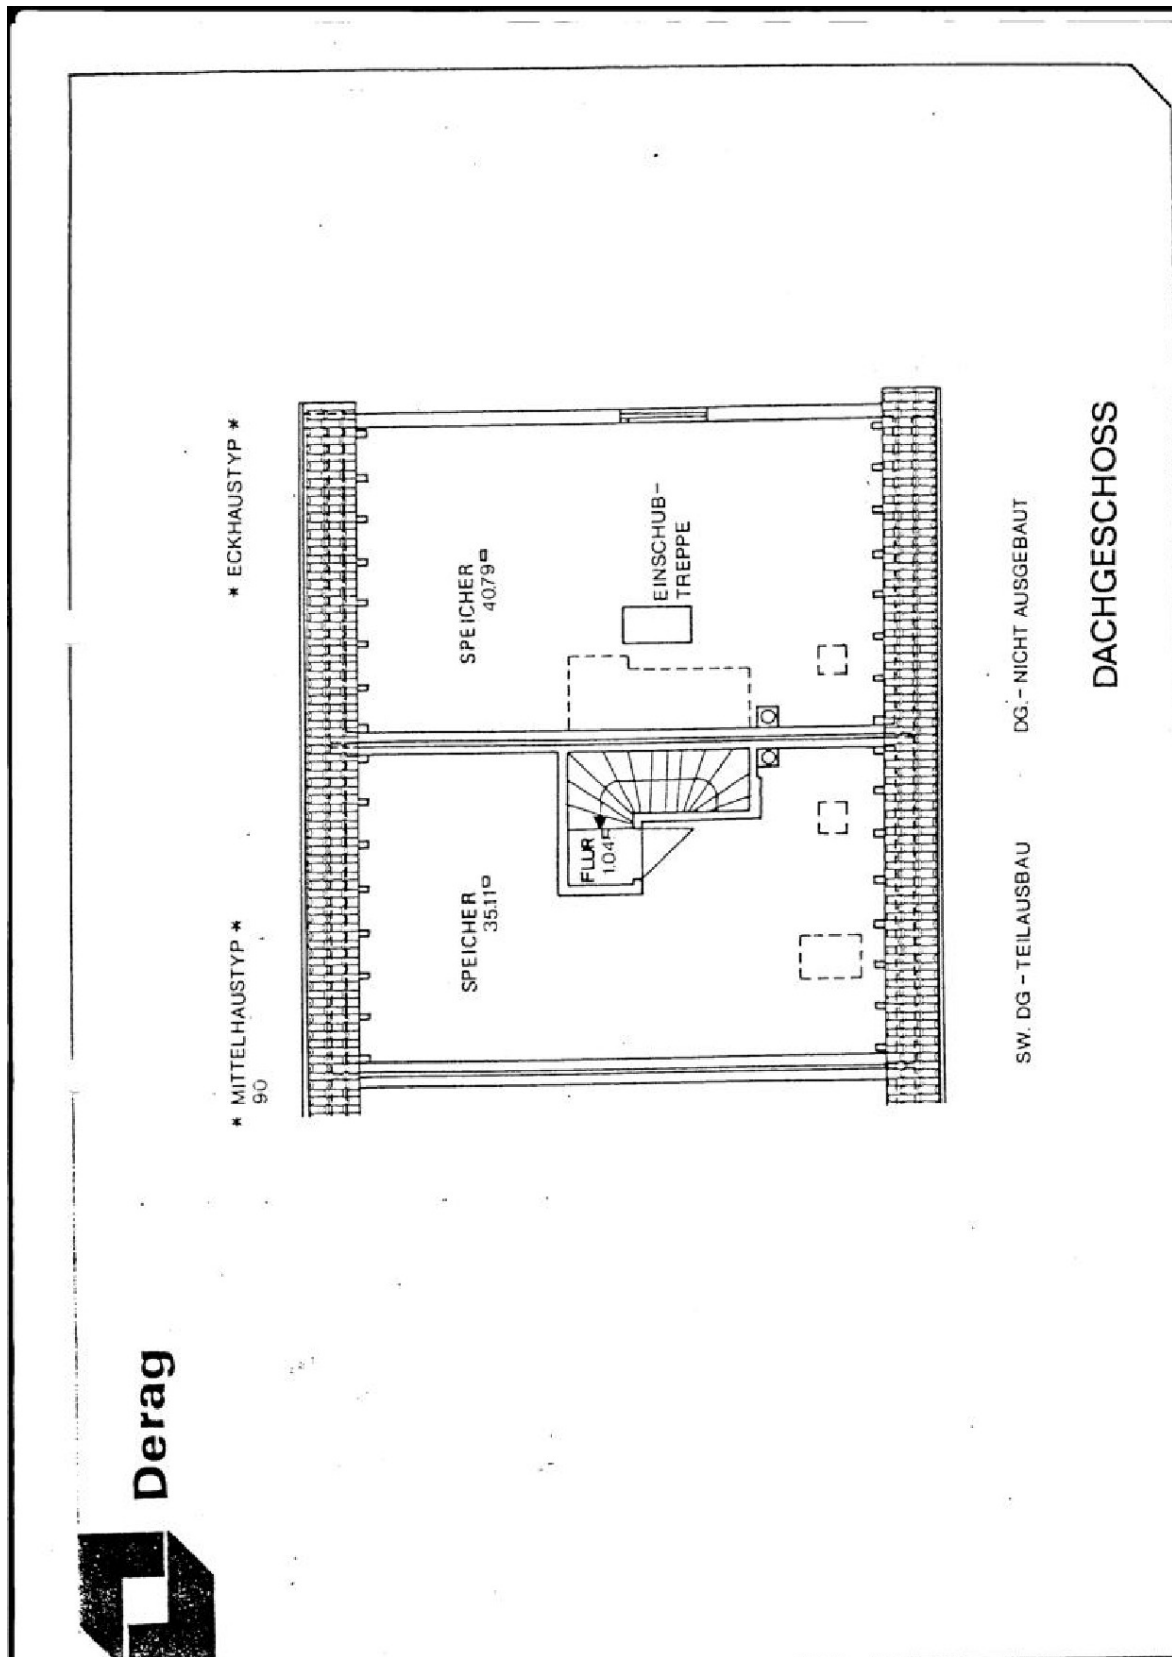 Derag
* MITTELHAUSTYP *
90
* ECKHAUSTYP *
SPEICHER
35.11
SPEICHER
40.79
FLUR
1.04
EINSCHUB-
TREPPE
SW. DG - TEILAUSBAU
DG. - NICHT AUSGEBAUT
DACHGESCHOSS